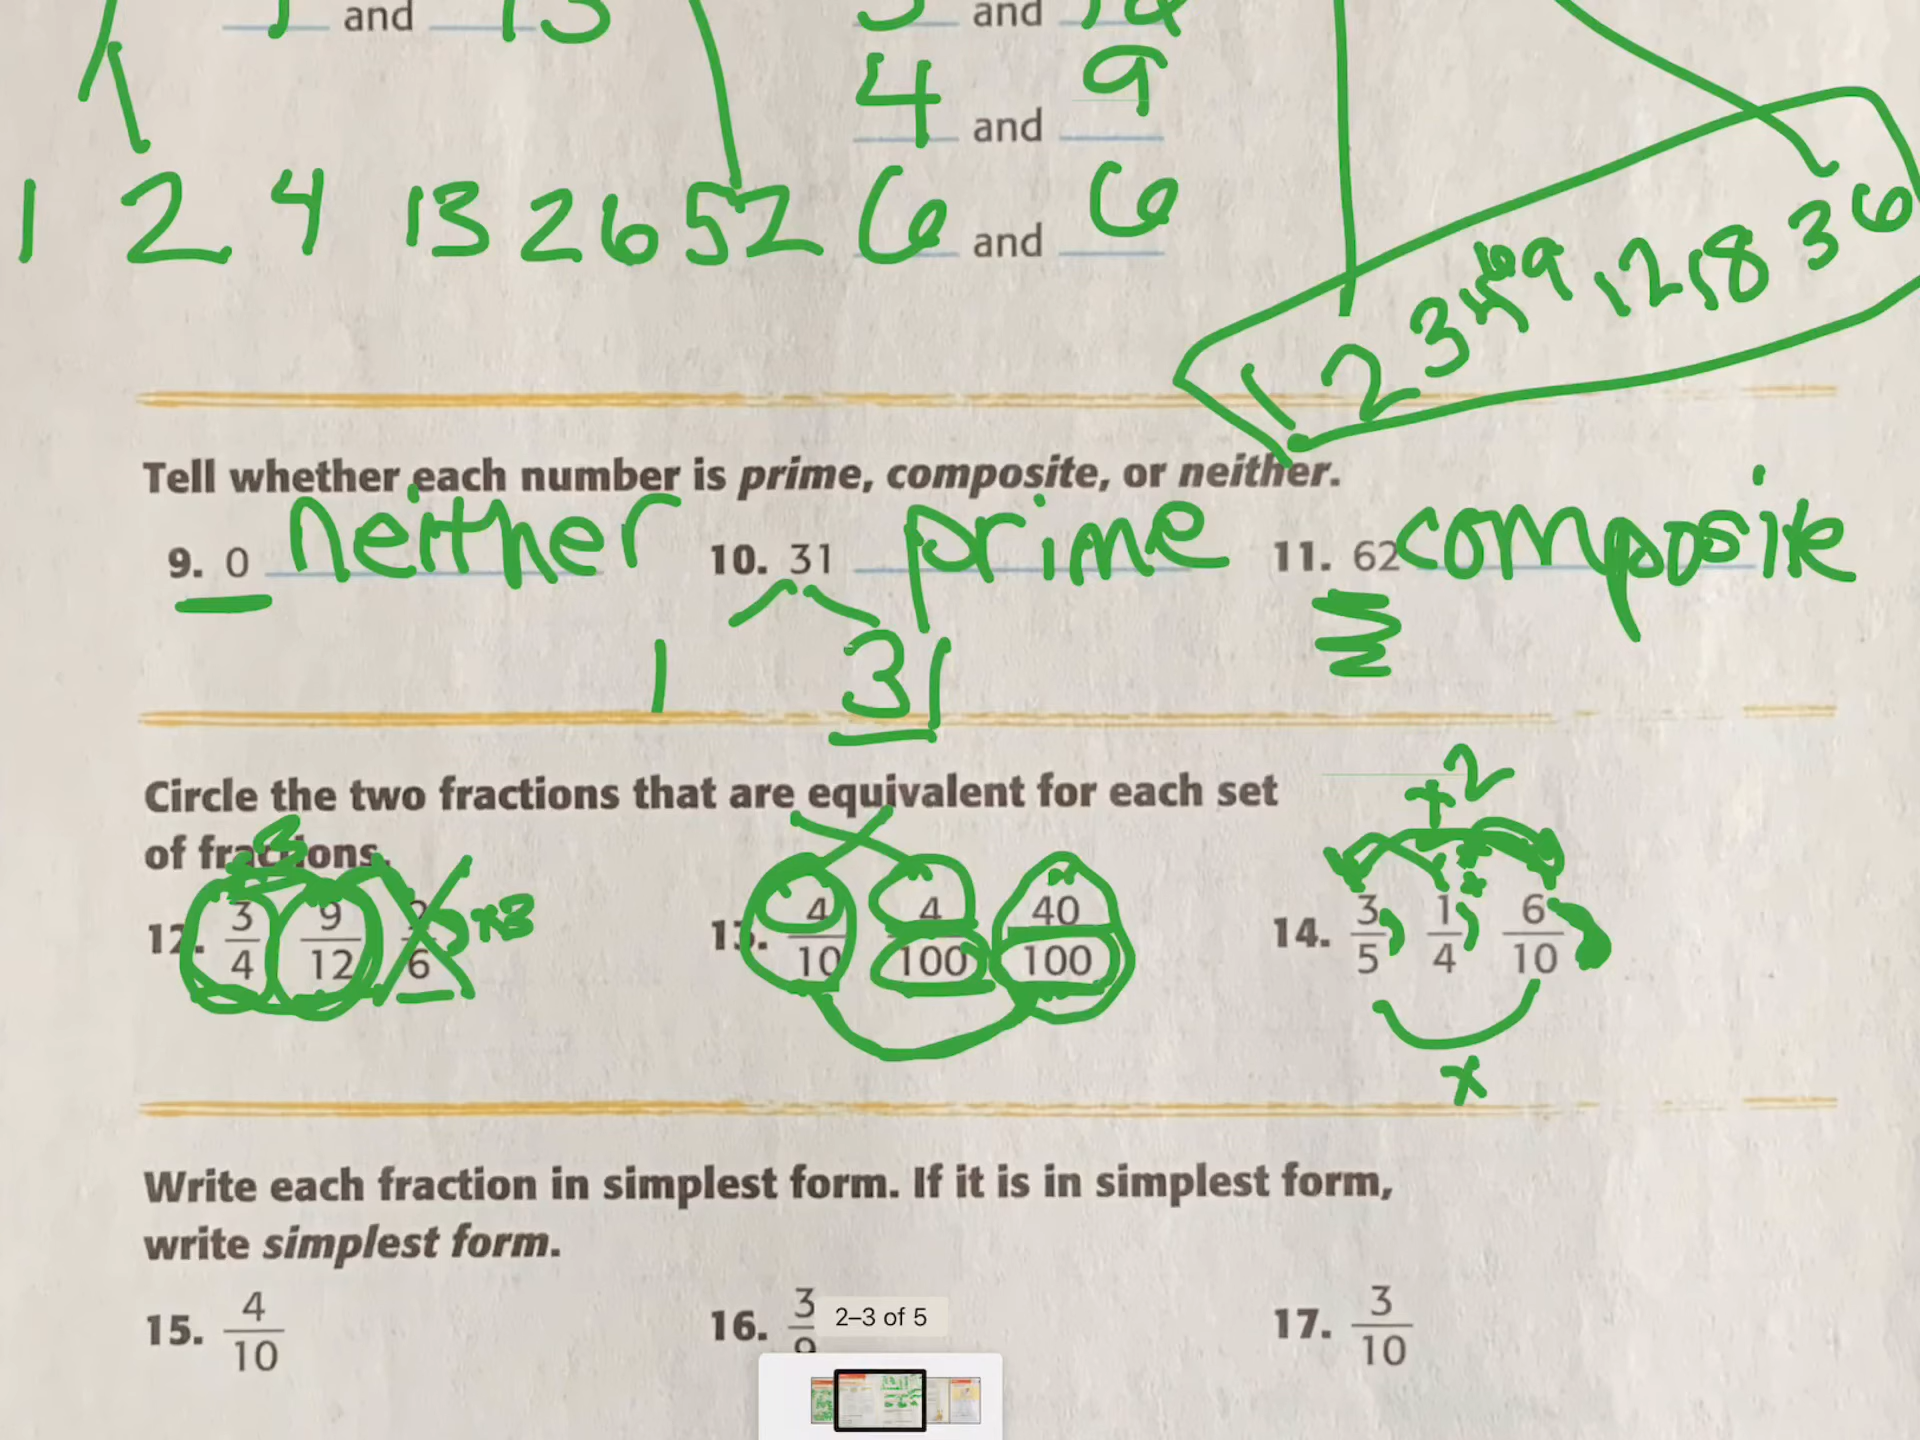 and 13
and
4 and 9
1 2 4 13 26 52 6 and 6
1 2 3 4 6 9 12 18 36
Tell whether each number is prime, composite, or neither.
9. 0 neither 10. 31 prime 11. 62 composite
1 31
Circle the two fractions that are equivalent for each set
of fractions.
+2
12. 3/4 9/12 /6 ×3 13. 4/10 4/100 40/100 14. 3/5, 1/4, 6/10
x
Write each fraction in simplest form. If it is in simplest form,
write simplest form.
15. 4/10 16. 3/9 17. 3/10
2–3 of 5